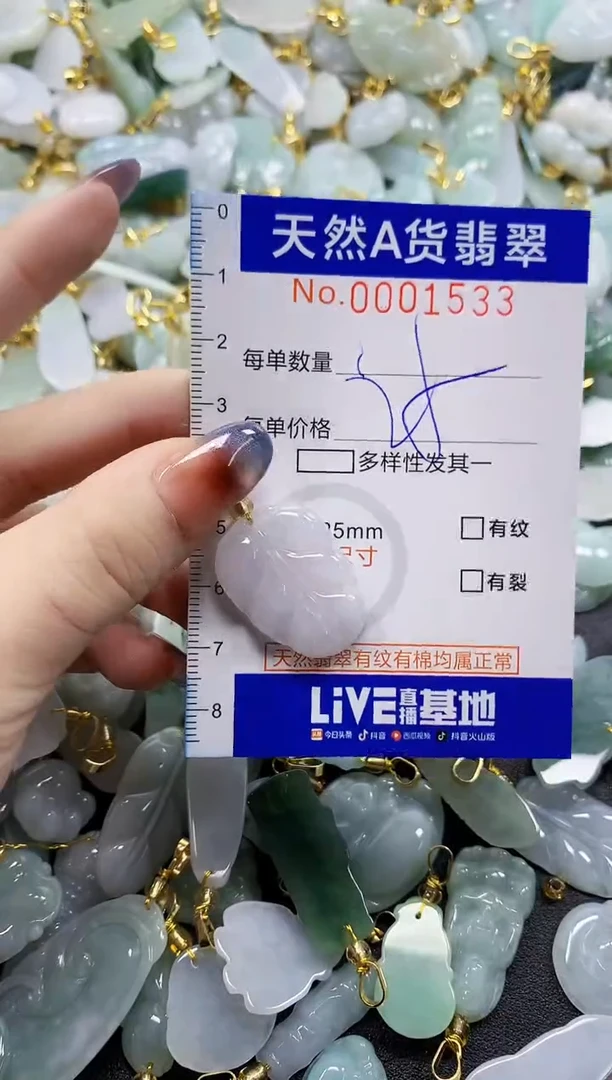 0
天然A货翡翠
1
No.0001533
2
每单数量
3
每单价格
多样性发其一
5
35mm
有纹
尺寸
6
有裂
7
天然翡翠有纹有棉均属正常
8
LiVE直播基地
今日头条 抖音 西瓜视频 抖音火山版